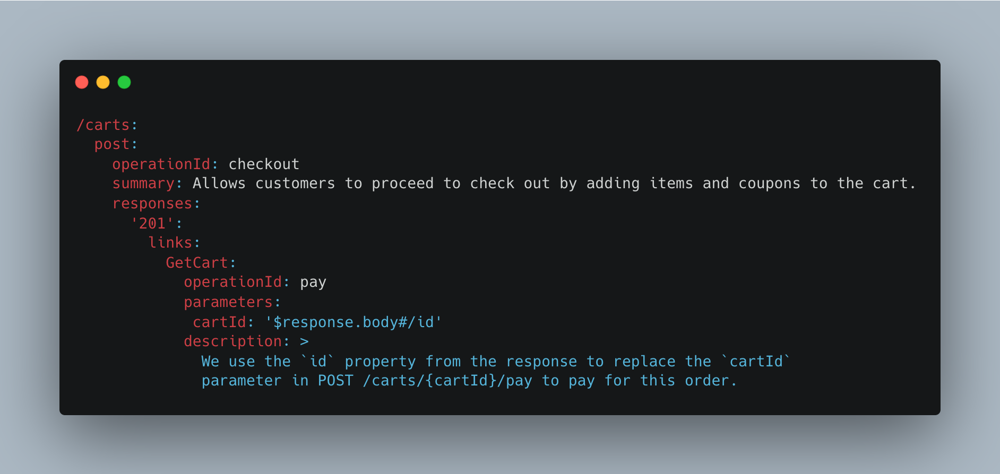 /carts:
  post:
    operationId: checkout
    summary: Allows customers to proceed to check out by adding items and coupons to the cart.
    responses:
      '201':
        links:
          GetCart:
            operationId: pay
            parameters:
             cartId: '$response.body#/id'
            description: >
              We use the `id` property from the response to replace the `cartId`
              parameter in POST /carts/{cartId}/pay to pay for this order.